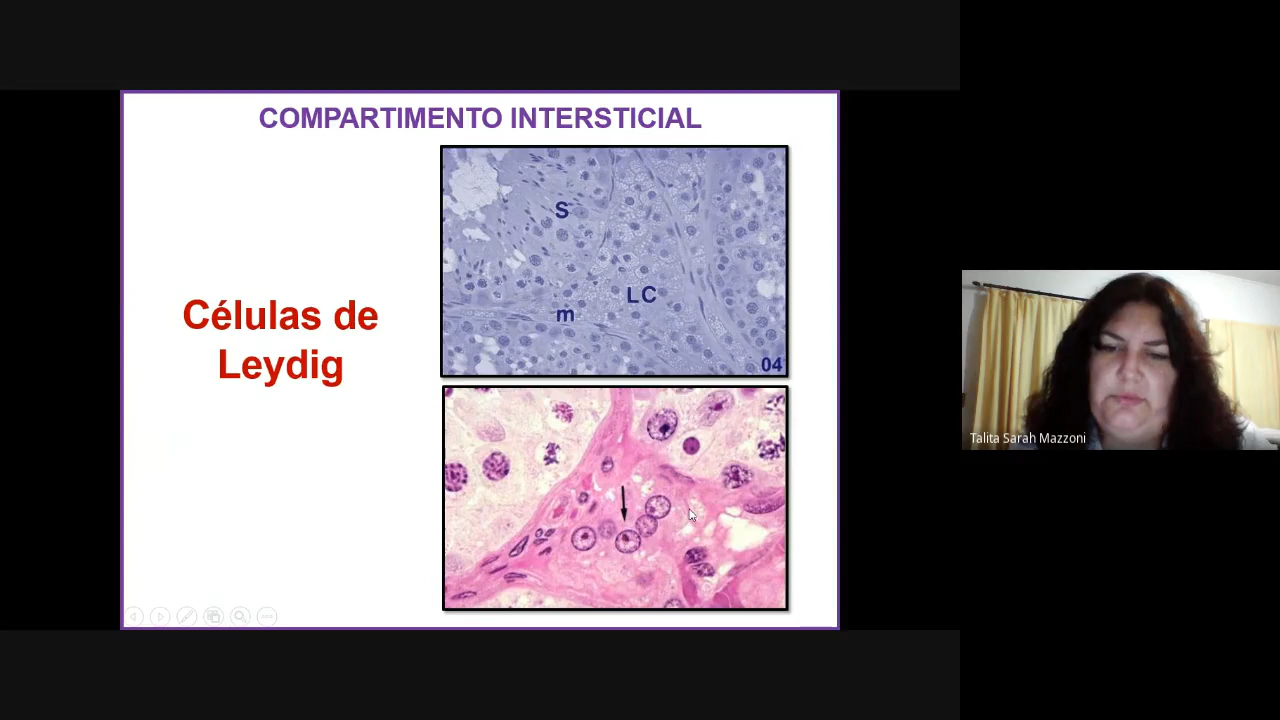 COMPARTIMENTO INTERSTICIAL
S
LC
m
04
Células de
Leydig
Talita Sarah Mazzoni